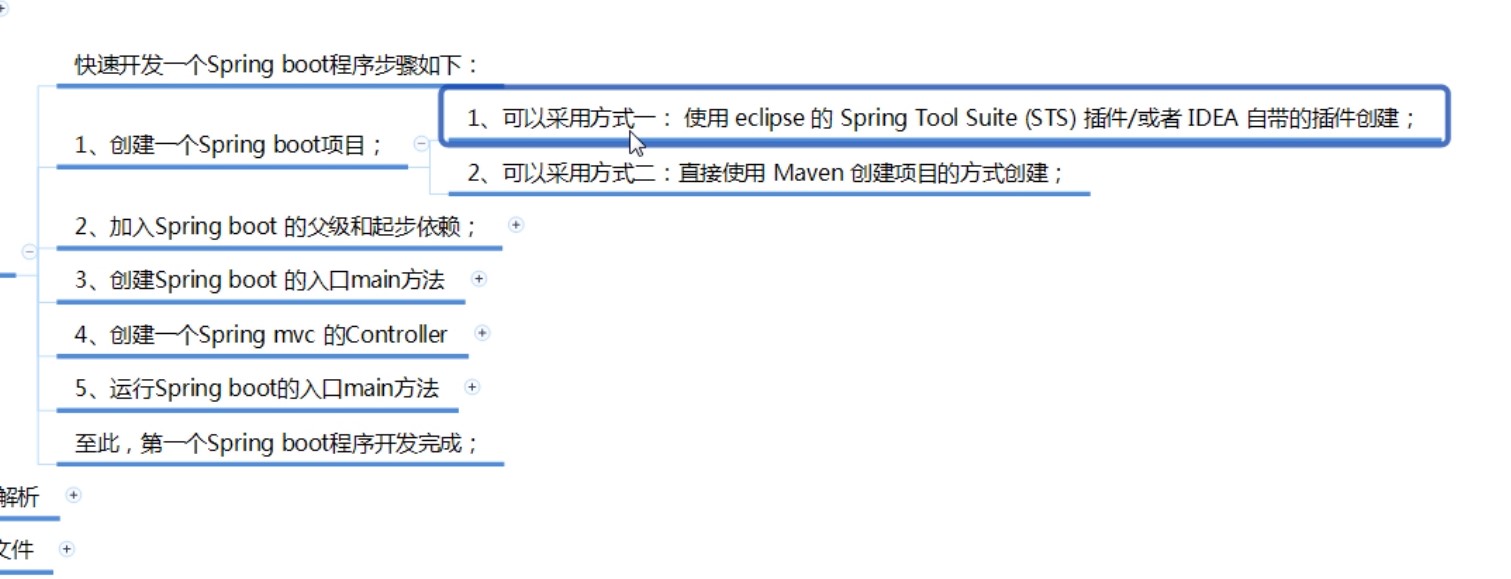 快速开发一个Spring boot程序步骤如下：
1、创建一个Spring boot项目；
1、可以采用方式一： 使用 eclipse 的 Spring Tool Suite (STS) 插件/或者 IDEA 自带的插件创建；
2、可以采用方式二：直接使用 Maven 创建项目的方式创建；
2、加入Spring boot 的父级和起步依赖；
3、创建Spring boot 的入口main方法
4、创建一个Spring mvc 的Controller
5、运行Spring boot的入口main方法
至此，第一个Spring boot程序开发完成；
解析
文件